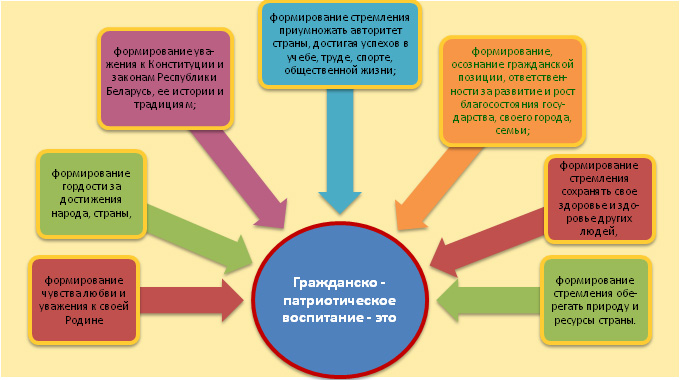 формирование стремления
приумножать авторитет
страны, достигая успехов в
учебе, труде, спорте,
общественной жизни;
формирование ува-
жения к Конституции и
законам Республики
Беларусь, ее истории и
традициям;
формирование,
осознание гражданской
позиции, ответствен-
ности за развитие и рост
благосостояния госу-
дарства, своего города,
семьи;
формирование
гордости за
достижения
народа, страны,
формирование
стремления
сохранять свое
здоровье и здо-
ровье других
людей,
формирование
чувства любви и
уважения к своей
Родине
Гражданско -
патриотическое
воспитание - это
формирование
стремления обе-
регать природу и
ресурсы страны.